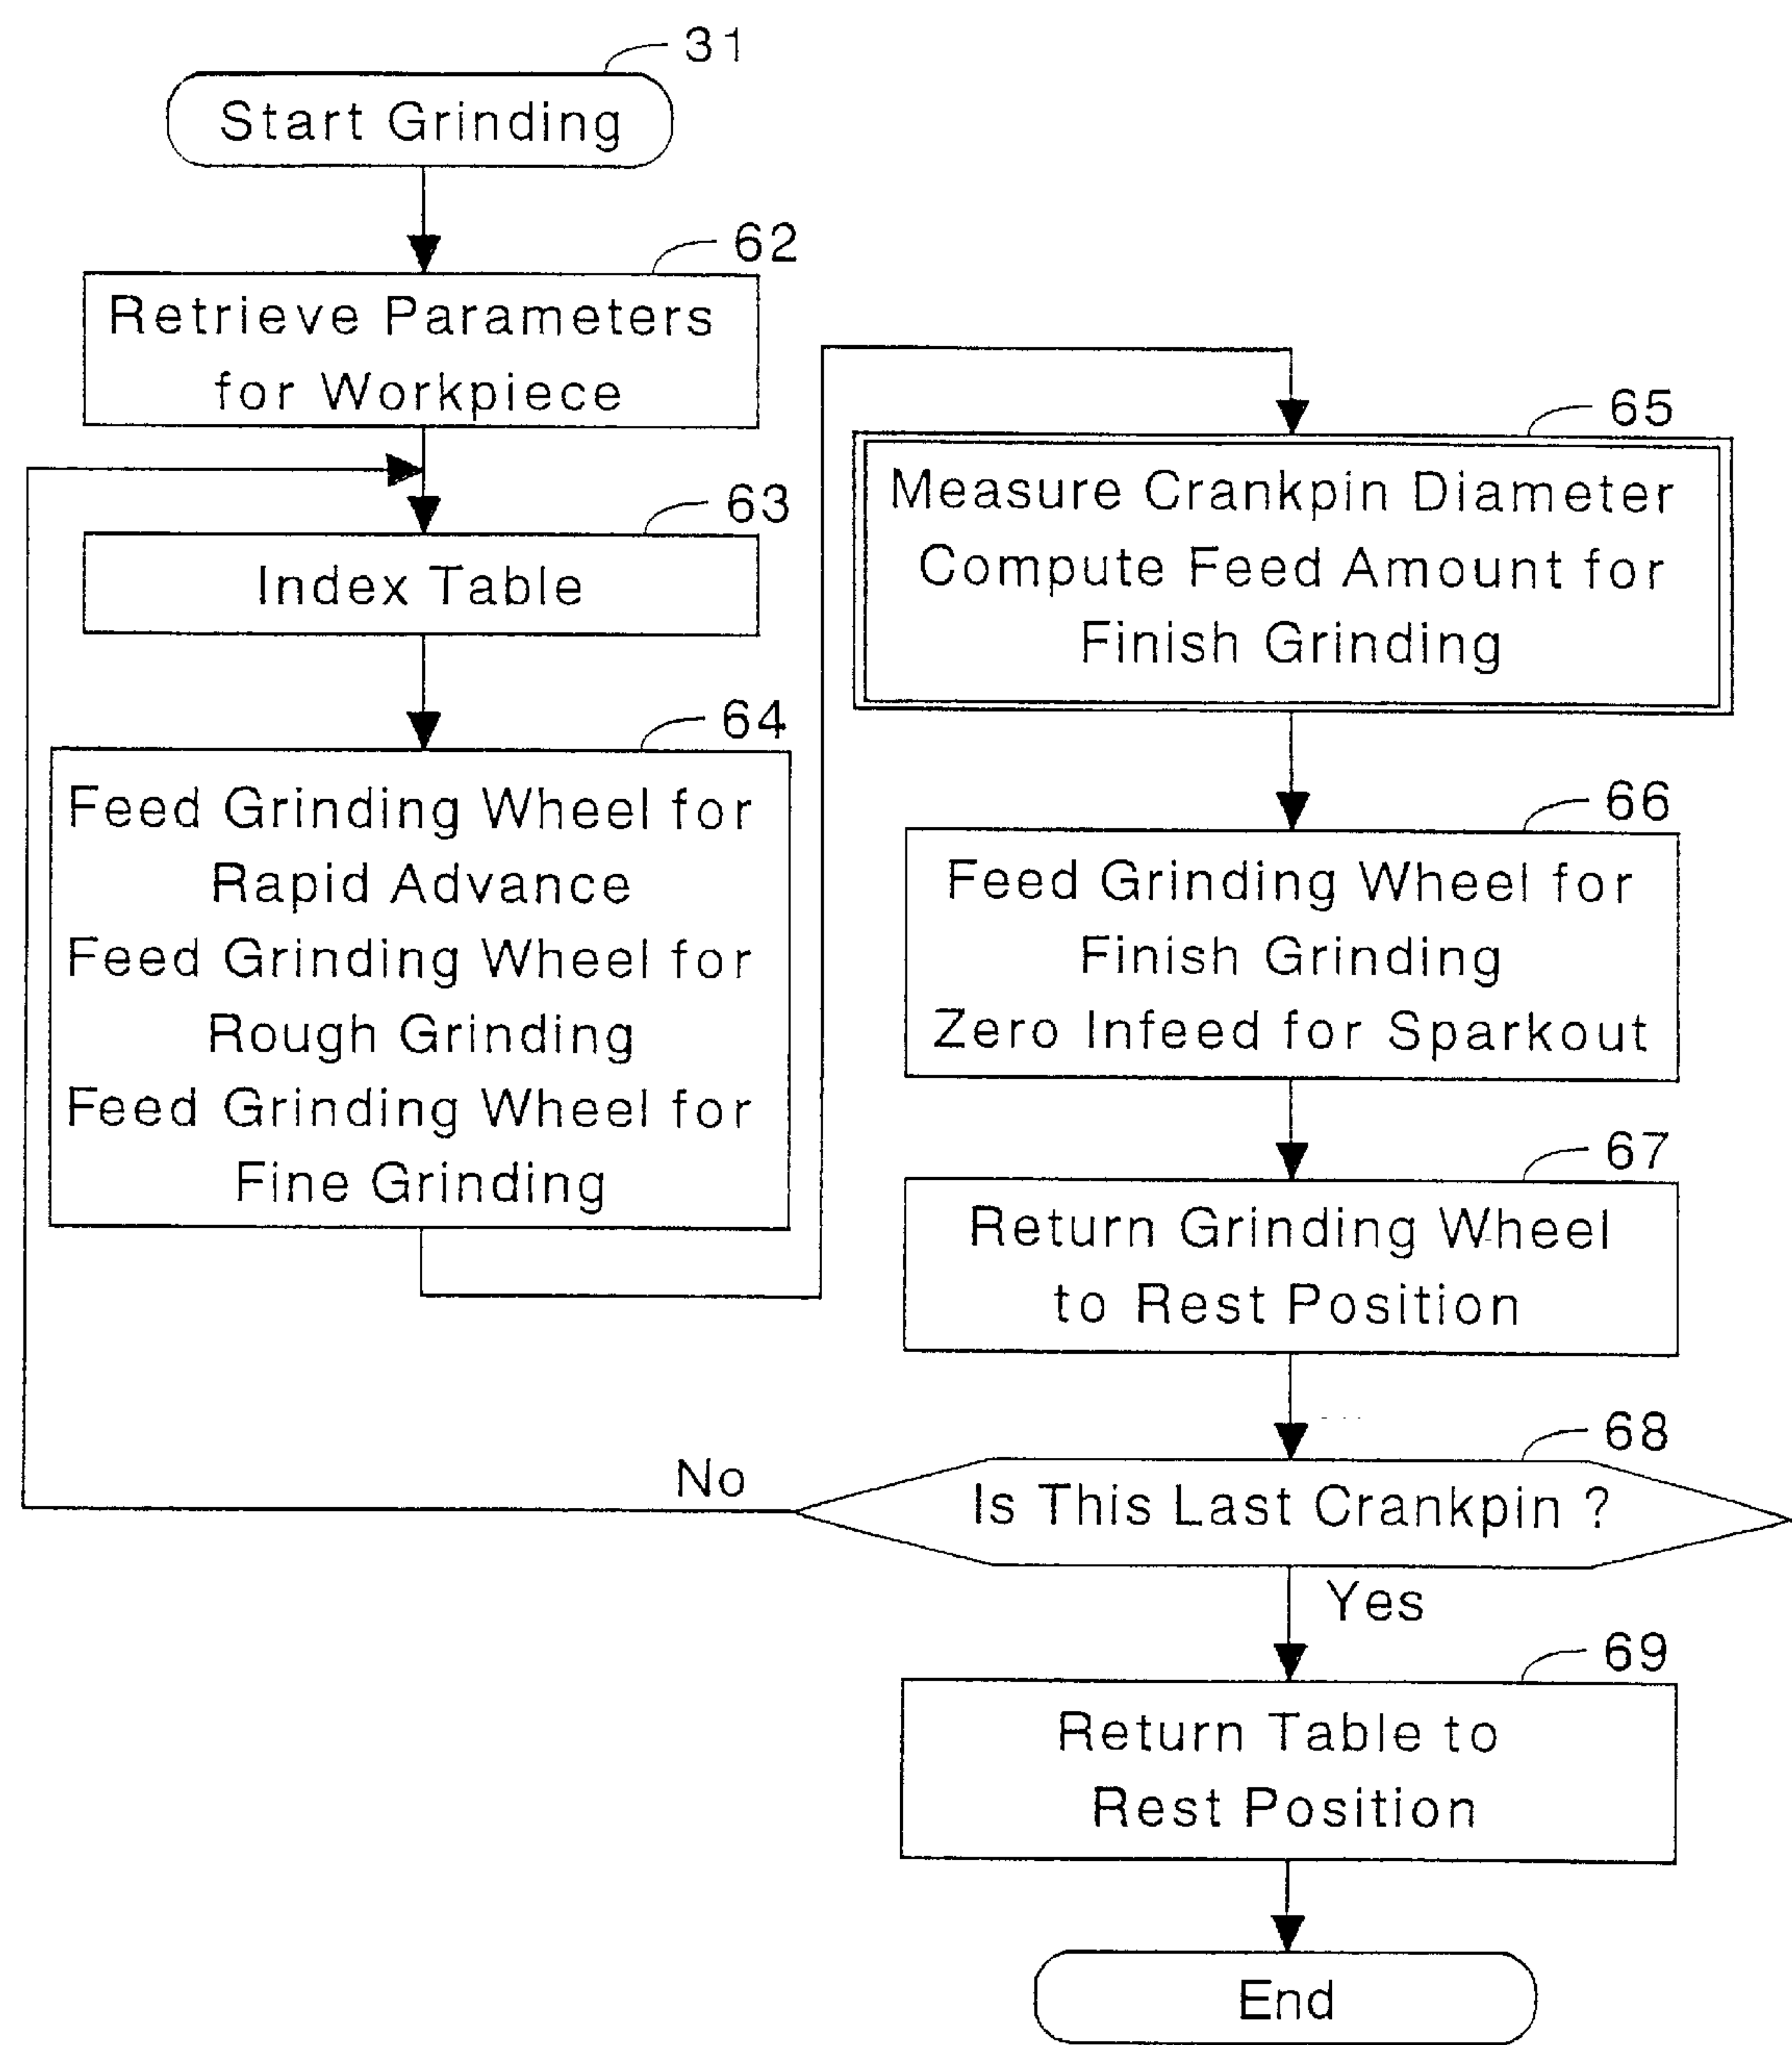 31
Start Grinding
62
Retrieve Parameters
for Workpiece
63
Index Table
64
Feed Grinding Wheel for
Rapid Advance
Feed Grinding Wheel for
Rough Grinding
Feed Grinding Wheel for
Fine Grinding
65
Measure Crankpin Diameter
Compute Feed Amount for
Finish Grinding
66
Feed Grinding Wheel for
Finish Grinding
Zero Infeed for Sparkout
67
Return Grinding Wheel
to Rest Position
68
Is This Last Crankpin ?
No
Yes
69
Return Table to
Rest Position
End